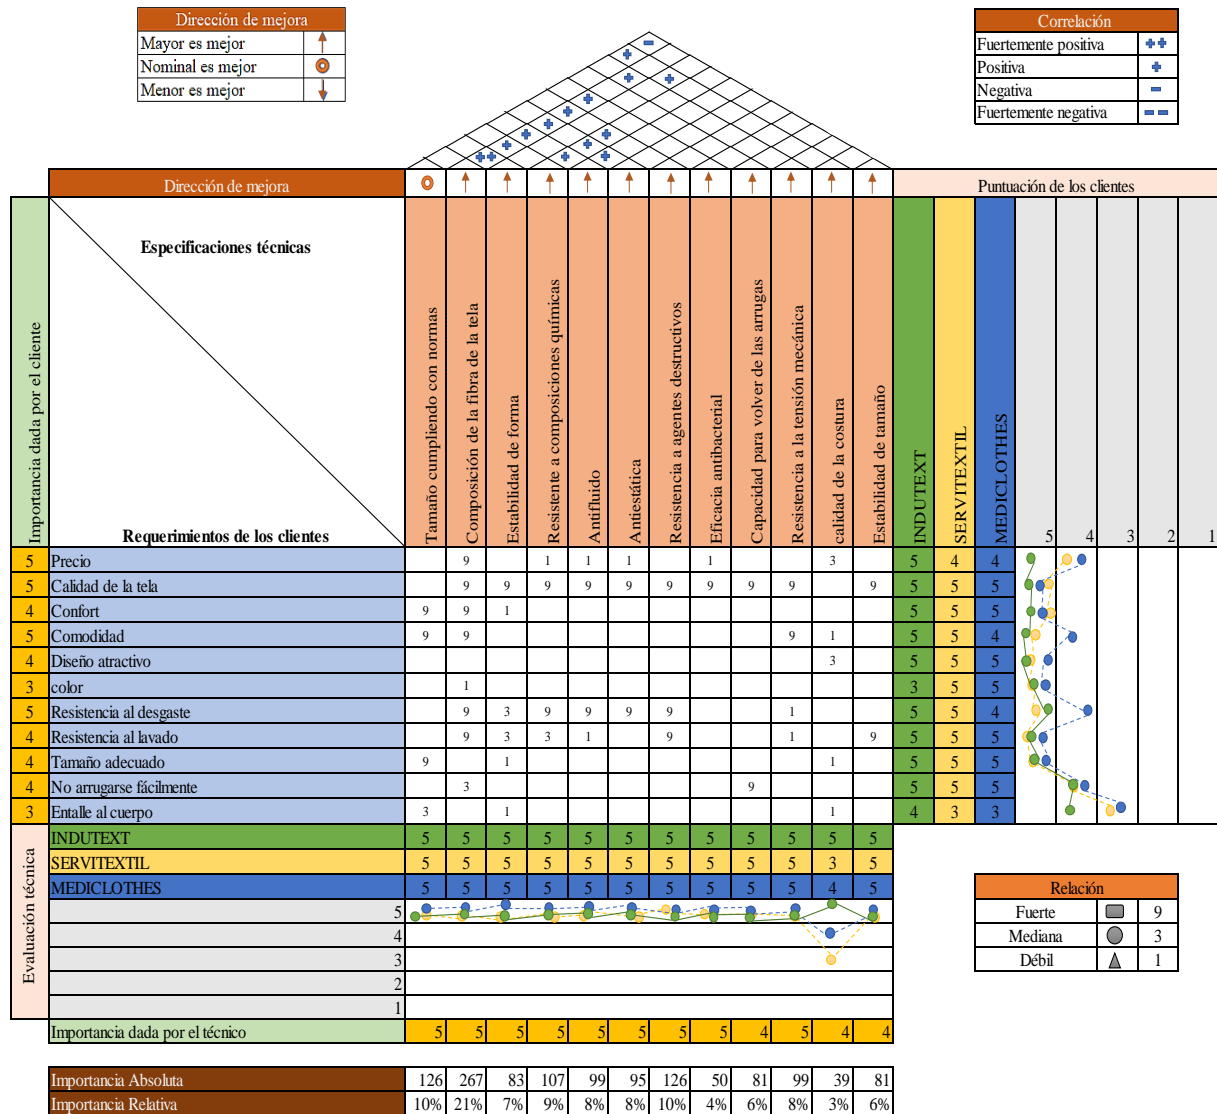 Dirección de mejora
Mayor es mejor
Nominal es mejor
Menor es mejor
Correlación
Fuertemente positiva
Positiva
Negativa
Fuertemente negativa
Dirección de mejora
Puntuación de los clientes
Importancia dada por el cliente
Especificaciones técnicas
Requerimientos de los clientes
Tamaño cumpliendo con normas
Composición de la fibra de la tela
Estabilidad de forma
Resistente a composiciones químicas
Antifluido
Antiestática
Resistencia a agentes destructivos
Eficacia antibacterial
Capacidad para volver de las arrugas
Resistencia a la tensión mecánica
calidad de la costura
Estabilidad de tamaño
INDUTEXT
SERVITEXTIL
MEDICLOTHES
5 4 3 2 1
5 Precio 9 1 1 1 1 3 5 4 4
5 Calidad de la tela 9 9 9 9 9 9 9 9 9 9 5 5 5
4 Confort 9 9 1 5 5 5
5 Comodidad 9 9 9 1 5 5 4
4 Diseño atractivo 3 5 5 5
3 color 1 3 5 5
5 Resistencia al desgaste 9 3 9 9 9 9 1 5 5 4
4 Resistencia al lavado 9 3 3 1 9 1 9 5 5 5
4 Tamaño adecuado 9 1 1 5 5 5
4 No arrugarse fácilmente 3 9 5 5 5
3 Entalle al cuerpo 3 1 1 4 3 3
Evaluación técnica
INDUTEXT 5 5 5 5 5 5 5 5 5 5 5 5
SERVITEXTIL 5 5 5 5 5 5 5 5 5 5 3 5
MEDICLOTHES 5 5 5 5 5 5 5 5 5 5 4 5
5
4
3
2
1
Relación
Fuerte 9
Mediana 3
Débil 1
Importancia dada por el técnico 5 5 5 5 5 5 5 5 4 5 4 4
Importancia Absoluta 126 267 83 107 99 95 126 50 81 99 39 81
Importancia Relativa 10% 21% 7% 9% 8% 8% 10% 4% 6% 8% 3% 6%